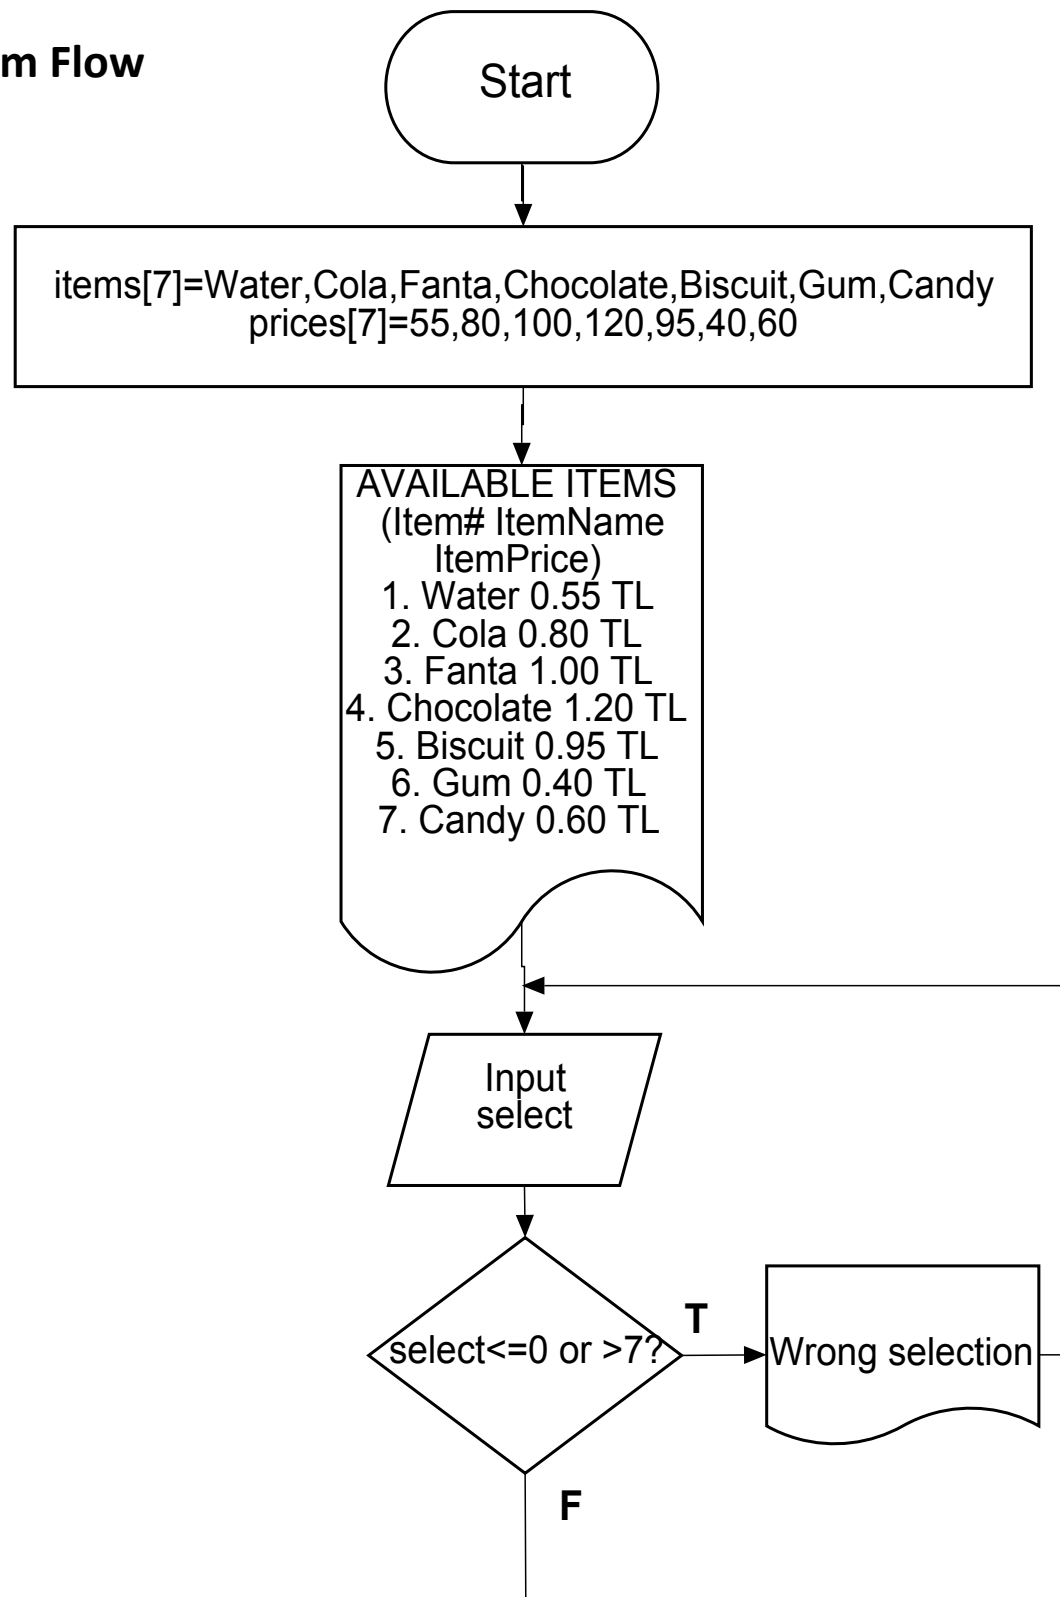 m Flow
Start
items[7]=Water,Cola,Fanta,Chocolate,Biscuit,Gum,Candy
prices[7]=55,80,100,120,95,40,60
AVAILABLE ITEMS
(Item# ItemName
ItemPrice)
1. Water 0.55 TL
2. Cola 0.80 TL
3. Fanta 1.00 TL
4. Chocolate 1.20 TL
5. Biscuit 0.95 TL
6. Gum 0.40 TL
7. Candy 0.60 TL
Input
select
select<=0 or >7?
T
Wrong selection
F